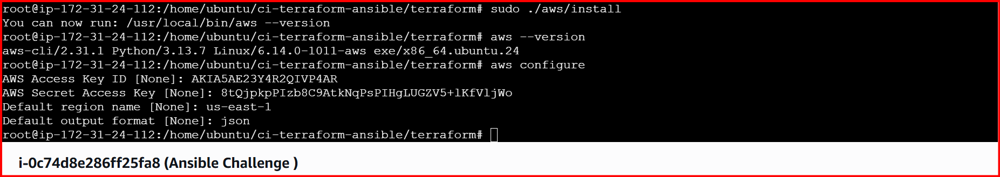 root@ip-172-31-24-112:/home/ubuntu/ci-terraform-ansible/terraform# sudo ./aws/install
You can now run: /usr/local/bin/aws --version
root@ip-172-31-24-112:/home/ubuntu/ci-terraform-ansible/terraform# aws --version
aws-cli/2.31.1 Python/3.13.7 Linux/6.14.0-1011-aws exe/x86_64.ubuntu.24
root@ip-172-31-24-112:/home/ubuntu/ci-terraform-ansible/terraform# aws configure
AWS Access Key ID [None]: AKIA5AE23Y4R2QIVP4AR
AWS Secret Access Key [None]: 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
Default region name [None]: us-east-1
Default output format [None]: json
root@ip-172-31-24-112:/home/ubuntu/ci-terraform-ansible/terraform#
i-0c74d8e286ff25fa8 (Ansible Challenge )